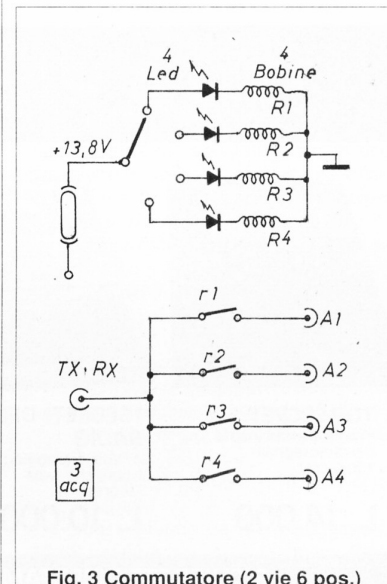 4
Led
4
Bobine
R1
+13,8V
R2
R3
R4
r1
A1
r2
A2
TX, RX
r3
A3
3
acq
r4
A4
Fig. 3 Commutatore (2 vie 6 pos.)